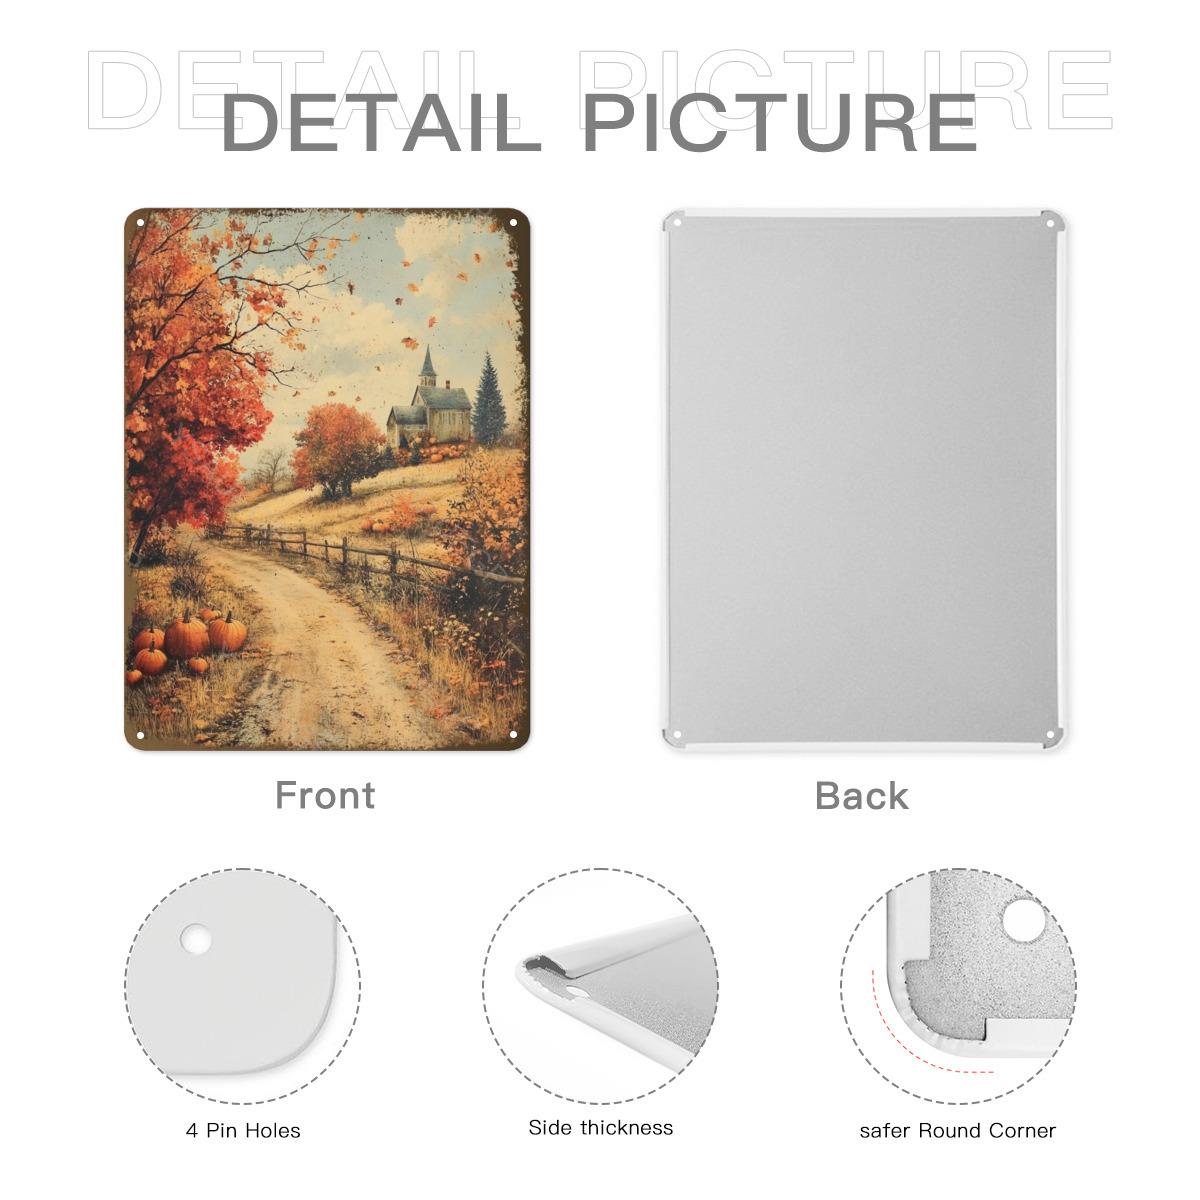 DETAIL PICTURE
DETAIL PICTURE
Front
Back
4 Pin Holes
Side thickness
safer Round Corner